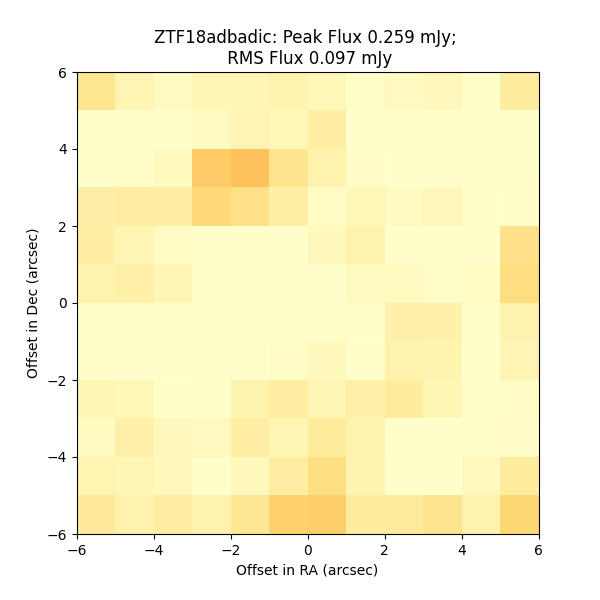 ZTF18adbadic: Peak Flux 0.259 mJy;
RMS Flux 0.097 mJy
6
4
2
0
−2
−4
−6
Offset in Dec (arcsec)
−6 −4 −2 0 2 4 6
Offset in RA (arcsec)